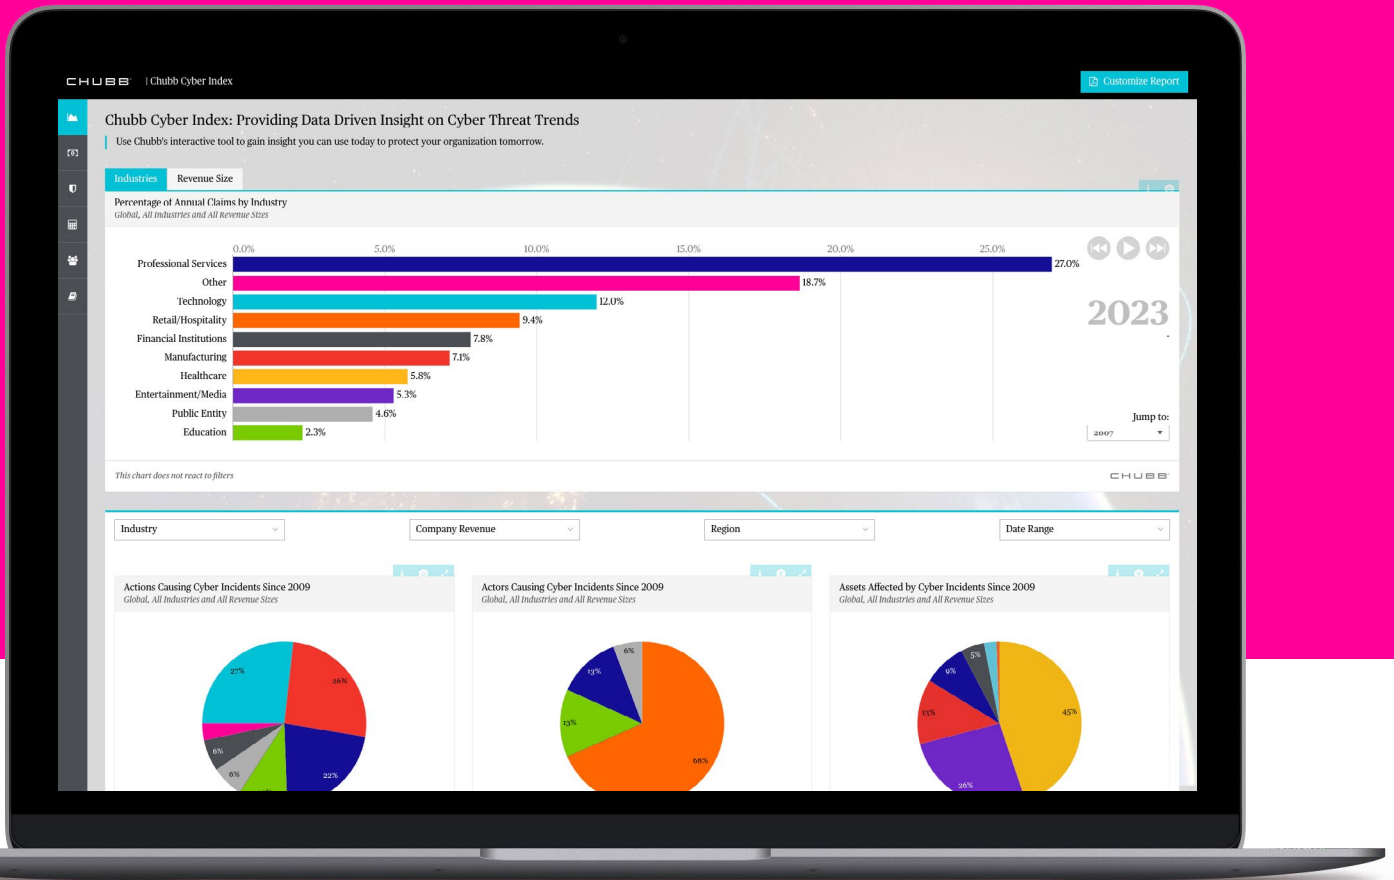 CHUBB | Chubb Cyber Index
Customize Report
Chubb Cyber Index: Providing Data Driven Insight on Cyber Threat Trends
Use Chubb's interactive tool to gain insight you can use today to protect your organization tomorrow.
Industries Revenue Size
Percentage of Annual Claims by Industry
Global, All Industries and All Revenue Sizes
0.0% 5.0% 10.0% 15.0% 20.0% 25.0%
Professional Services 27.0%
Other 18.7%
Technology 12.0%
Retail/Hospitality 9.4%
Financial Institutions 7.8%
Manufacturing 7.1%
Healthcare 5.8%
Entertainment/Media 5.3%
Public Entity 4.6%
Education 2.3%
2023
Jump to:
2007
This chart does not react to filters
CHUBB
Industry Company Revenue Region Date Range
Actions Causing Cyber Incidents Since 2009
Global, All Industries and All Revenue Sizes
27%
26%
6%
6%
22%
Actors Causing Cyber Incidents Since 2009
Global, All Industries and All Revenue Sizes
6%
13%
13%
68%
Assets Affected by Cyber Incidents Since 2009
Global, All Industries and All Revenue Sizes
5%
9%
13%
45%
26%